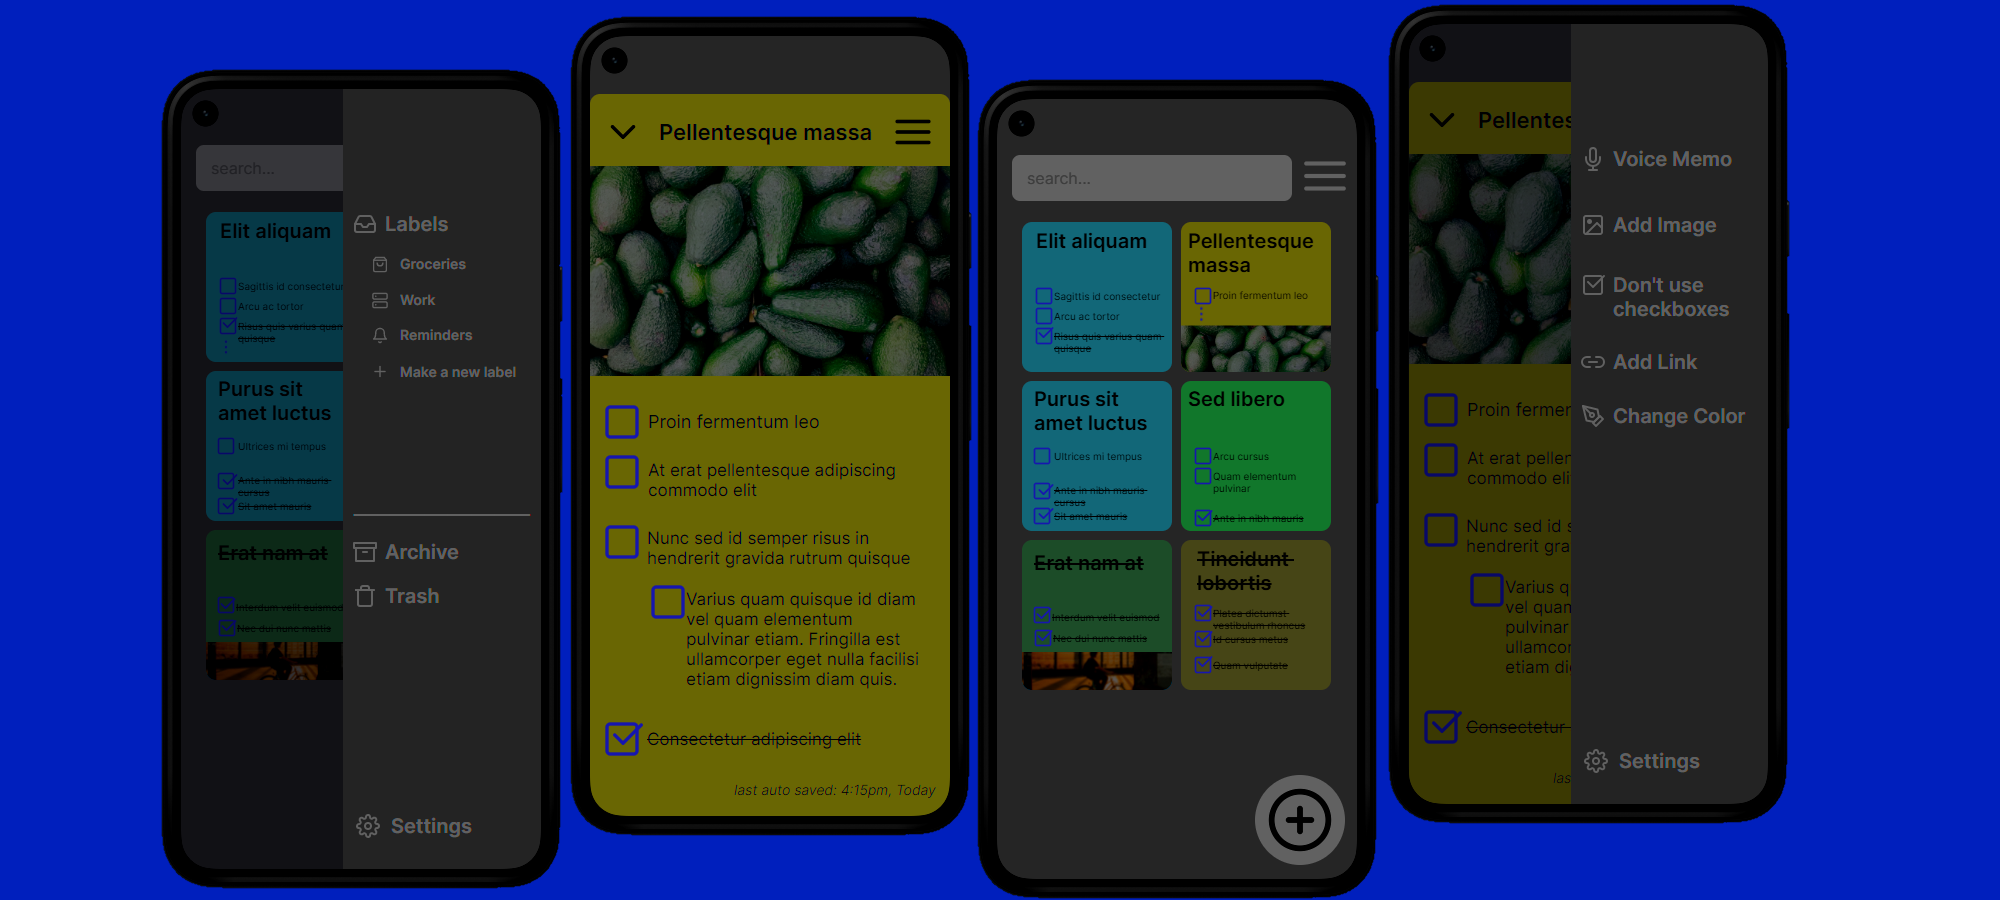 search...
Elit aliquam
Sagittis id consectetur
Arcu ac tortor
Risus quis varius quam
quisque
Purus sit
amet luctus
Ultrices mi tempus
Ante in nibh mauris
cursus
Sit amet mauris
Erat nam at
Interdum velit euismod
Nec dui nunc mattis
Labels
Groceries
Work
Reminders
Make a new label
Archive
Trash
Settings
Pellentesque massa
Proin fermentum leo
At erat pellentesque adipiscing
commodo elit
Nunc sed id semper risus in
hendrerit gravida rutrum quisque
Varius quam quisque id diam
vel quam elementum
pulvinar etiam. Fringilla est
ullamcorper eget nulla facilisi
etiam dignissim diam quis.
Consectetur adipiscing elit
last auto saved: 4:15pm, Today
search...
Elit aliquam
Sagittis id consectetur
Arcu ac tortor
Risus quis varius quam
quisque
Pellentesque
massa
Proin fermentum leo
Purus sit
amet luctus
Ultrices mi tempus
Ante in nibh mauris
cursus
Sit amet mauris
Sed libero
Arcu cursus
Quam elementum
pulvinar
Ante in nibh mauris
Erat nam at
Interdum velit euismod
Nec dui nunc mattis
Tincidunt
lobortis
Platea dictumst
vestibulum rhoncus
Id cursus metus
Quam vulputate
Pellentes
Proin fermer
At erat peller
commodo eli
Nunc sed id s
hendrerit gra
Varius q
vel quan
pulvinar
ullamcor
etiam di
Consectetur
las
Voice Memo
Add Image
Don't use
checkboxes
Add Link
Change Color
Settings